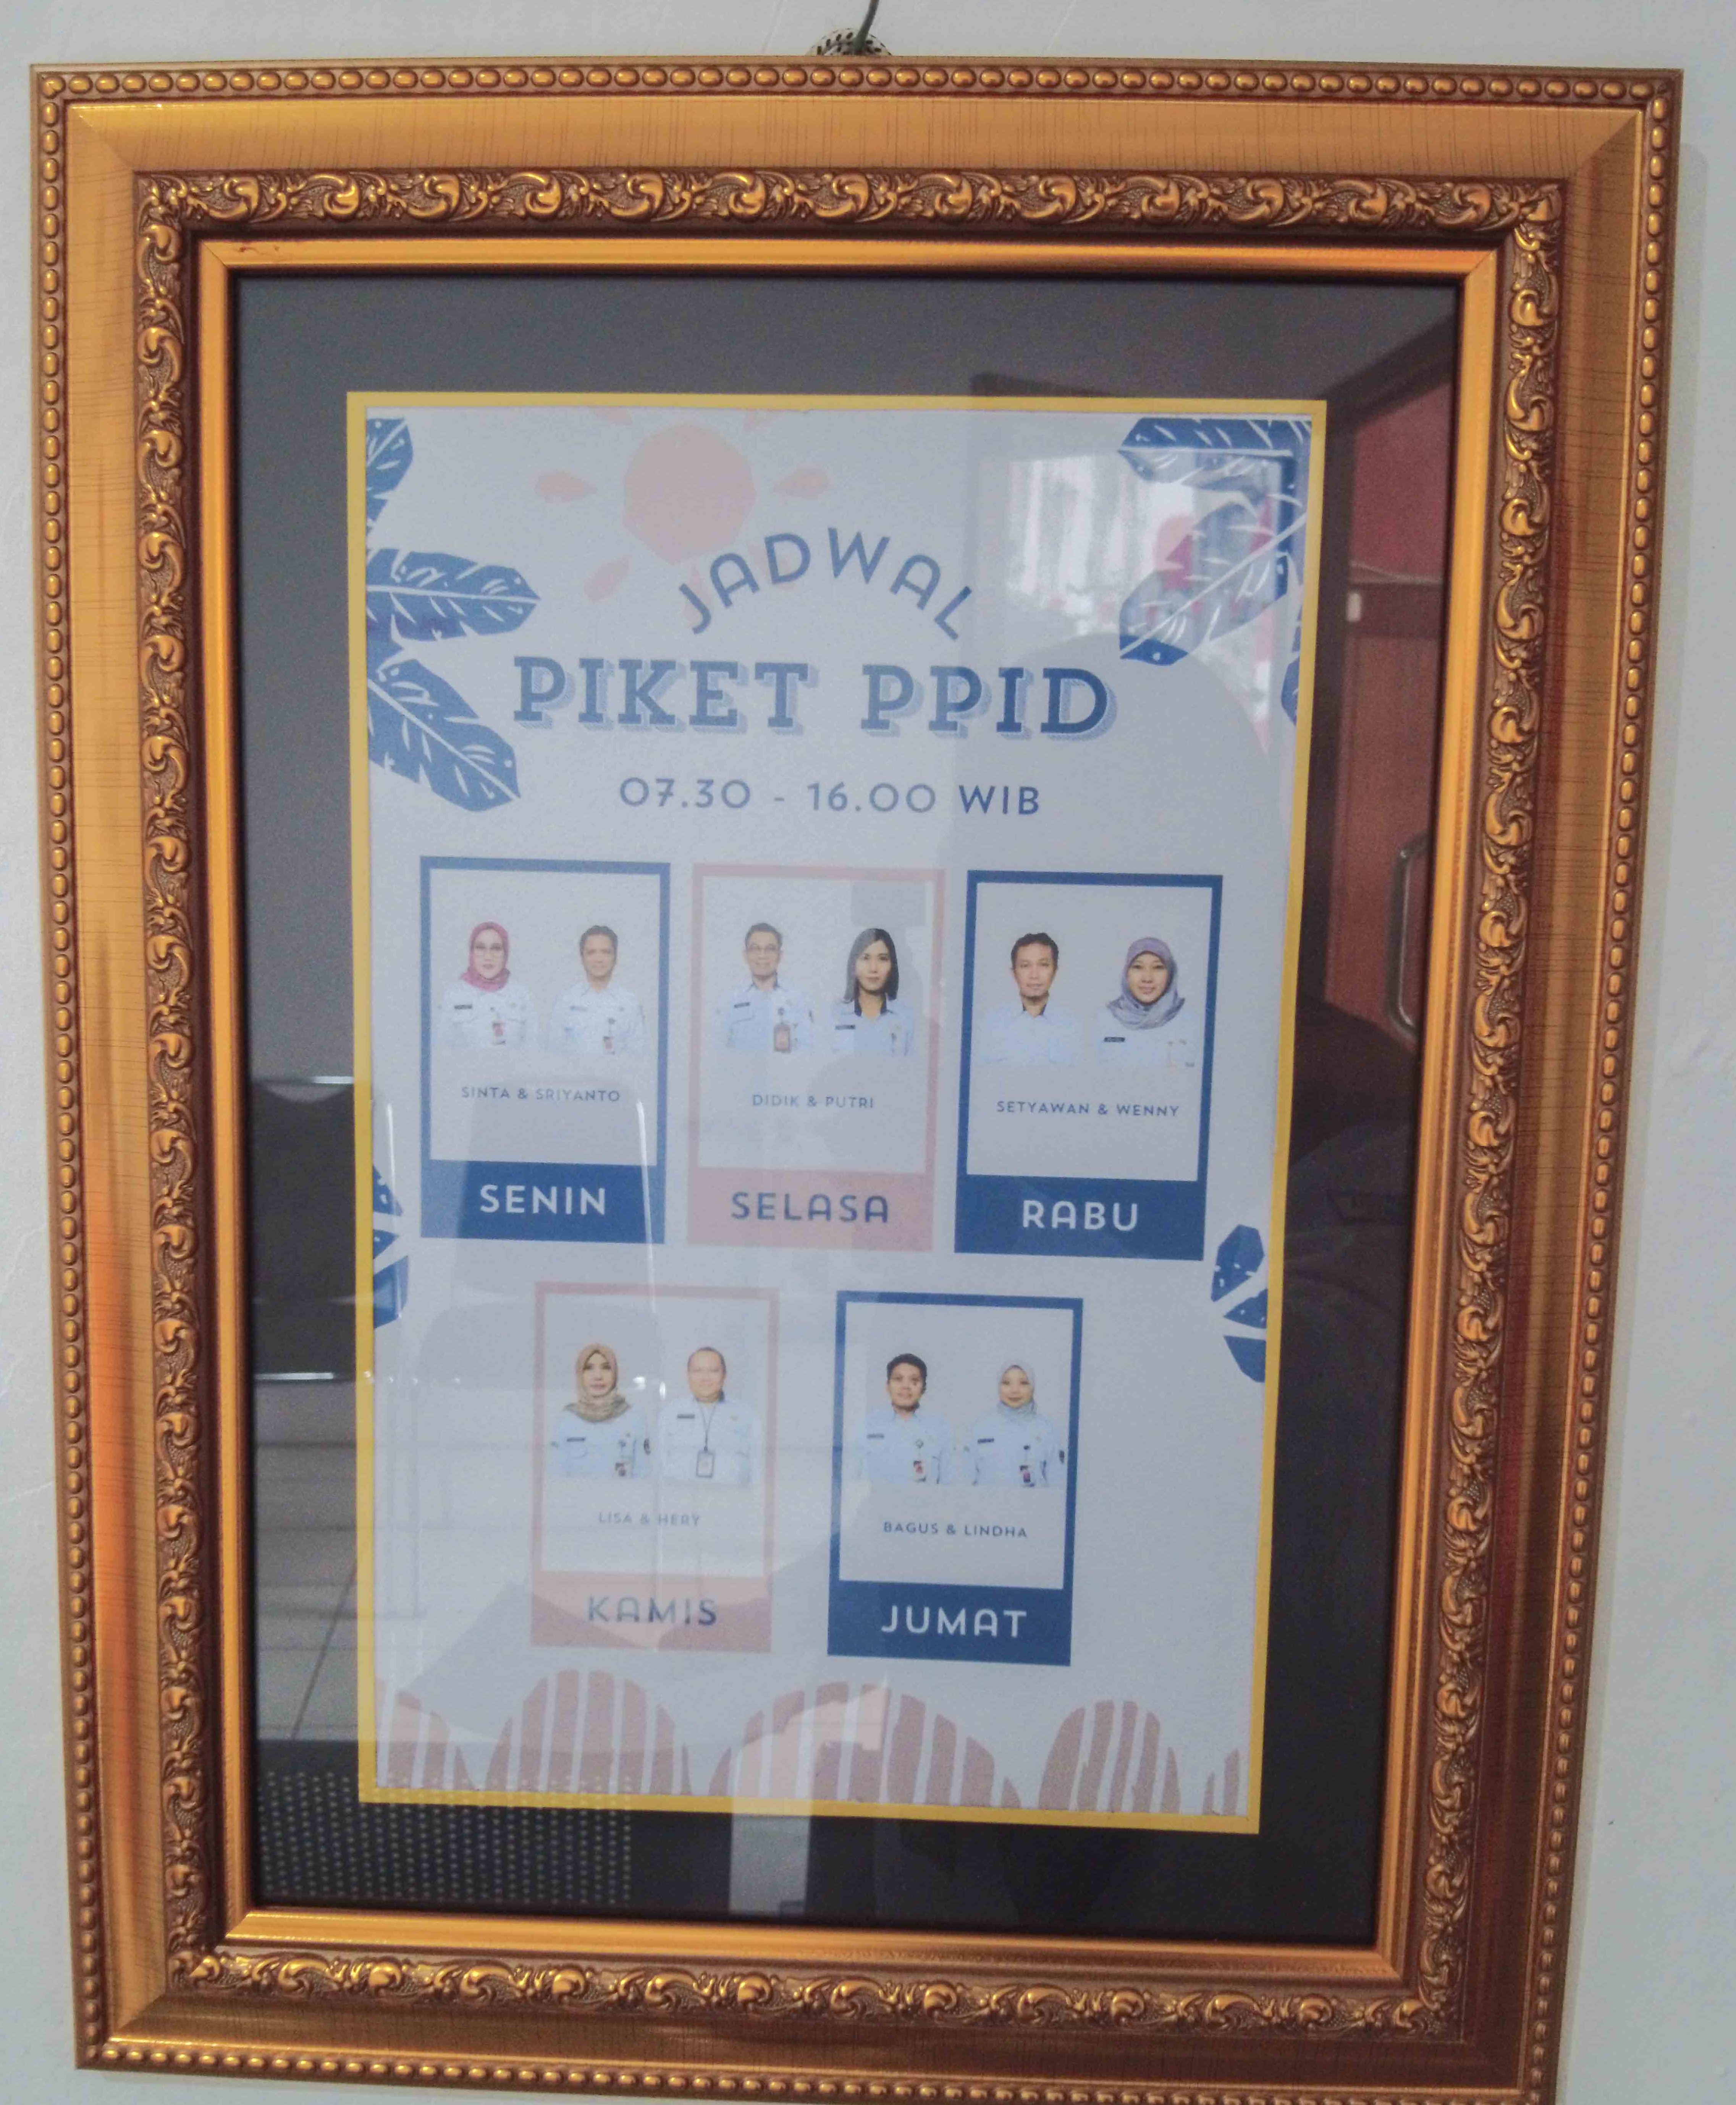 JADWAL
PIKET PPID
07.30 - 16.00 WIB
SINTA & SRIYANTO
SENIN
DIDIK & PUTRI
SELASA
SETYAWAN & WENNY
RABU
LISA & HERY
KAMIS
BAGUS & LINDHA
JUMAT